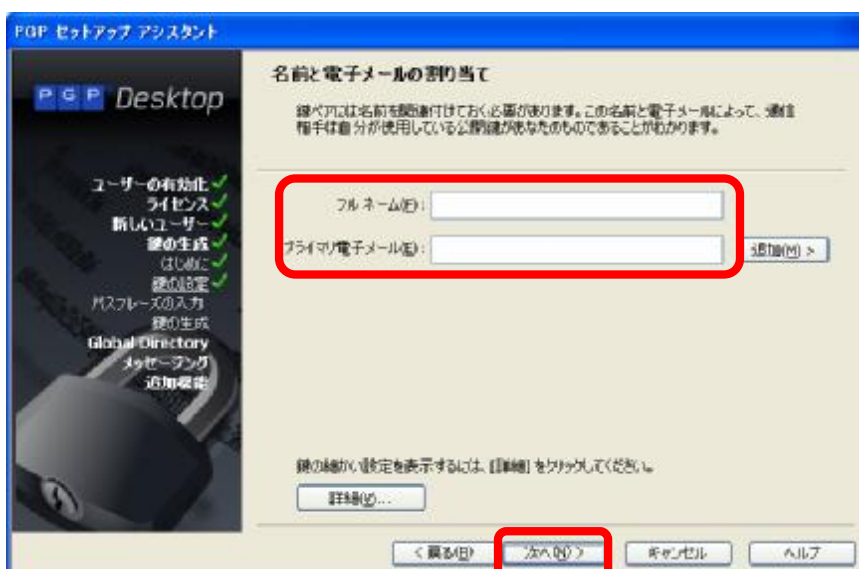 PGP セットアップ アシスタント
PGP Desktop
ユーザーの有効化
ライセンス
新しいユーザー
鍵の生成
はじめに
鍵の設定
パスフレーズの入力
鍵の生成
Global Directory
メッセージング
追加機能
名前と電子メールの割り当て
鍵ペアには名前を関連付けておく必要があります。この名前と電子メールによって、通信
相手は自分が使用している公開鍵があなたのものであることがわかります。
フル ネーム(F):
プライマリ電子メール(E):
追加(M) >
鍵の細かい設定を表示するには、[詳細] をクリックしてください。
詳細(V)...
< 戻る(B)
次へ(N) >
キャンセル
ヘルプ